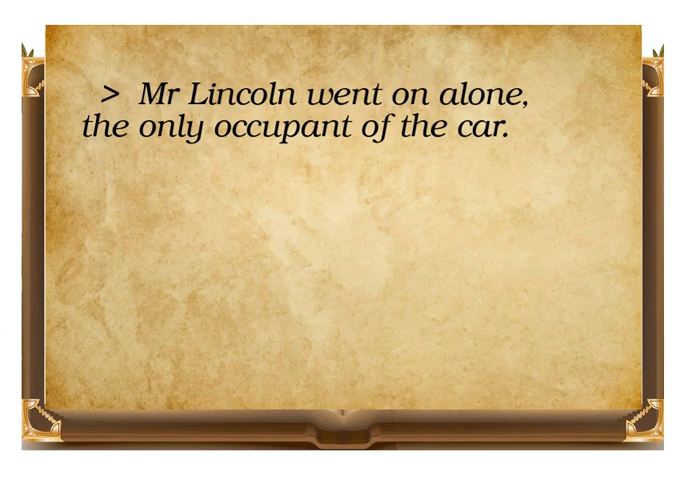 > Mr Lincoln went on alone,
the only occupant of the car.